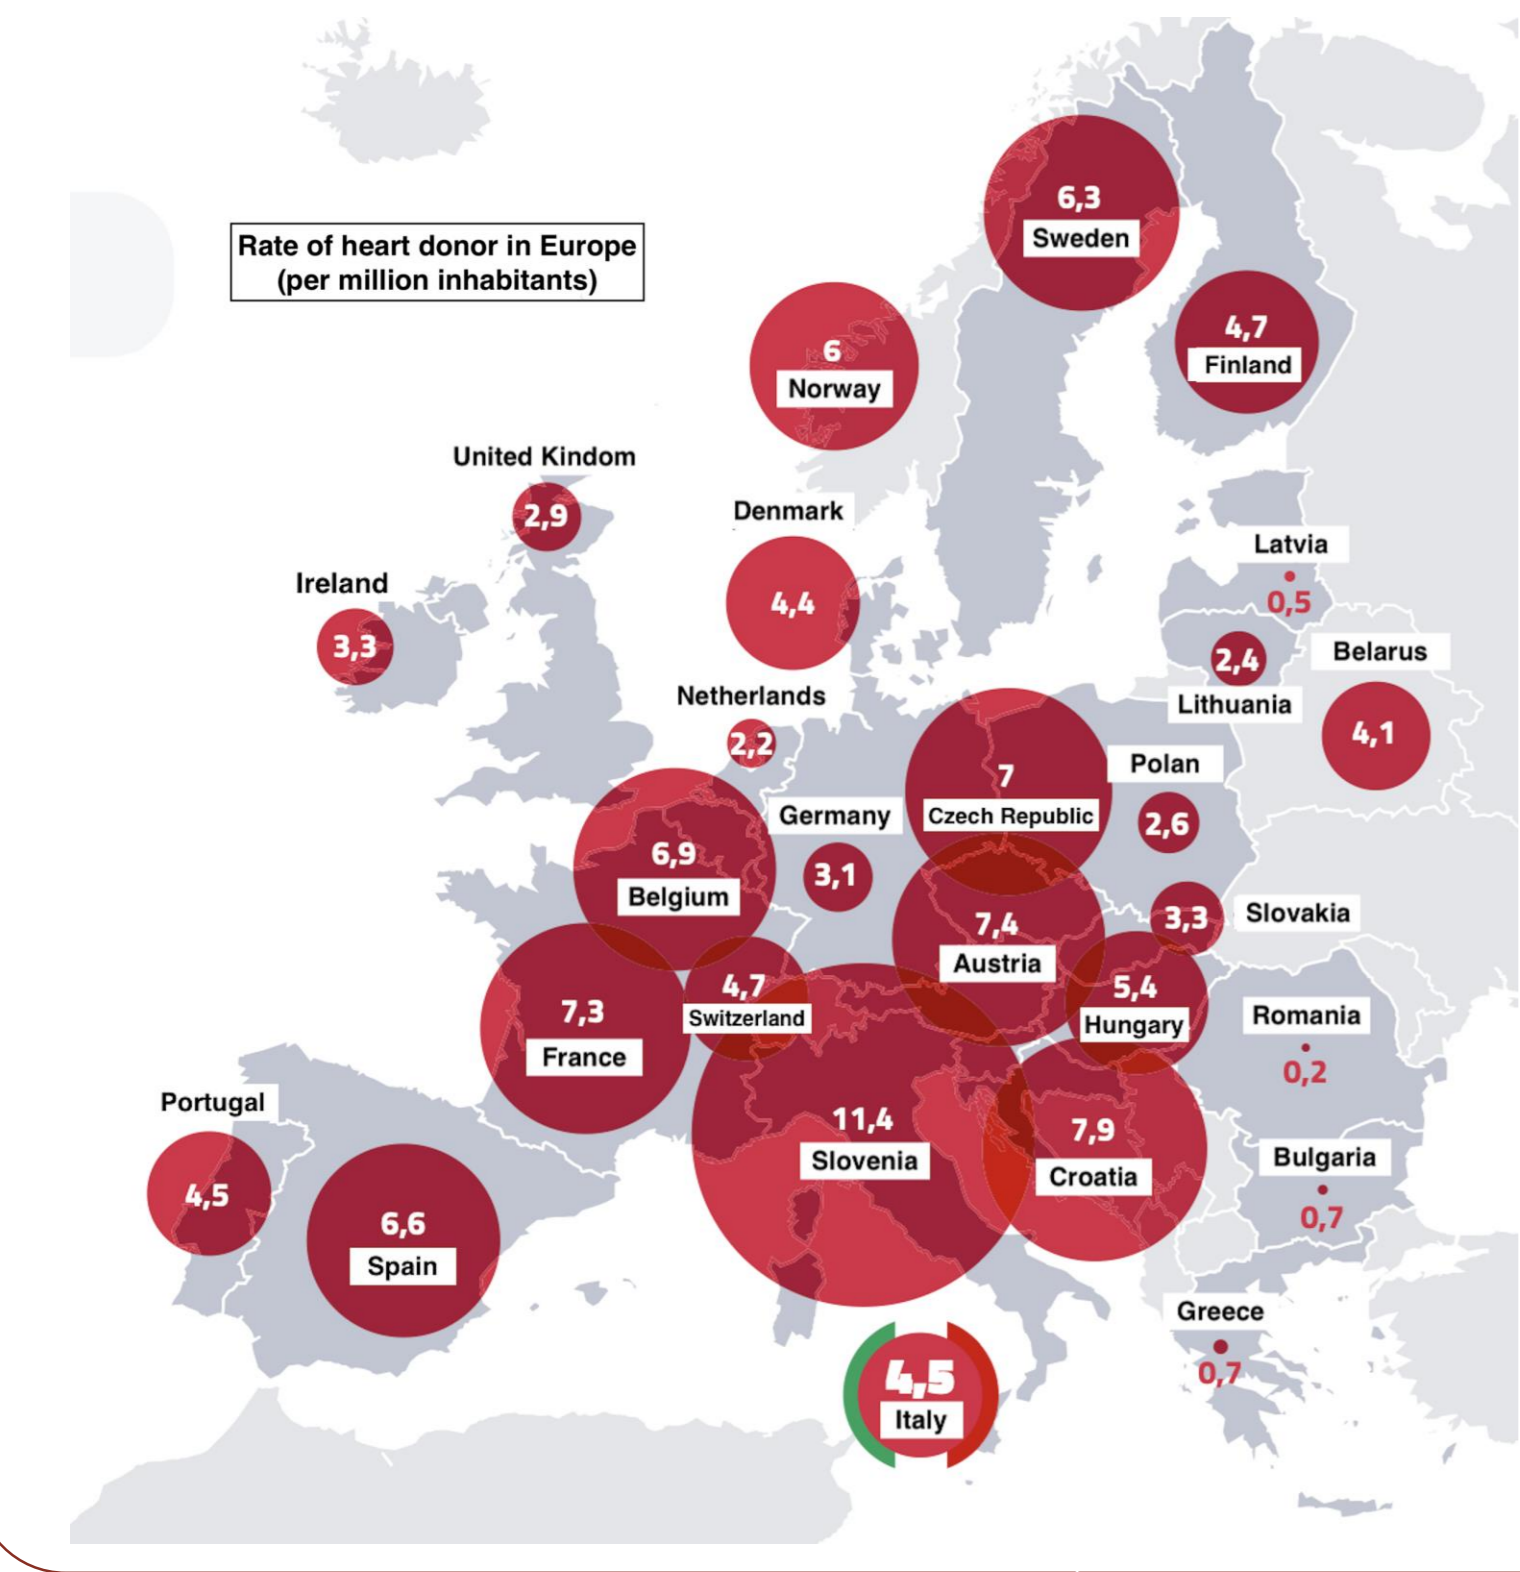 Rate of heart donor in Europe
(per million inhabitants)
6,3
Sweden
6
Norway
4,7
Finland
United Kindom
2,9
Denmark
4,4
Latvia
0,5
Ireland
3,3
2,4
Lithuania
Belarus
4,1
Netherlands
2,2
7
Czech Republic
Polan
2,6
Germany
3,1
6,9
Belgium
7,4
Austria
3,3
Slovakia
4,7
Switzerland
5,4
Hungary
7,3
France
Romania
0,2
Portugal
4,5
11,4
Slovenia
7,9
Croatia
Bulgaria
0,7
6,6
Spain
Greece
0,7
4,5
Italy